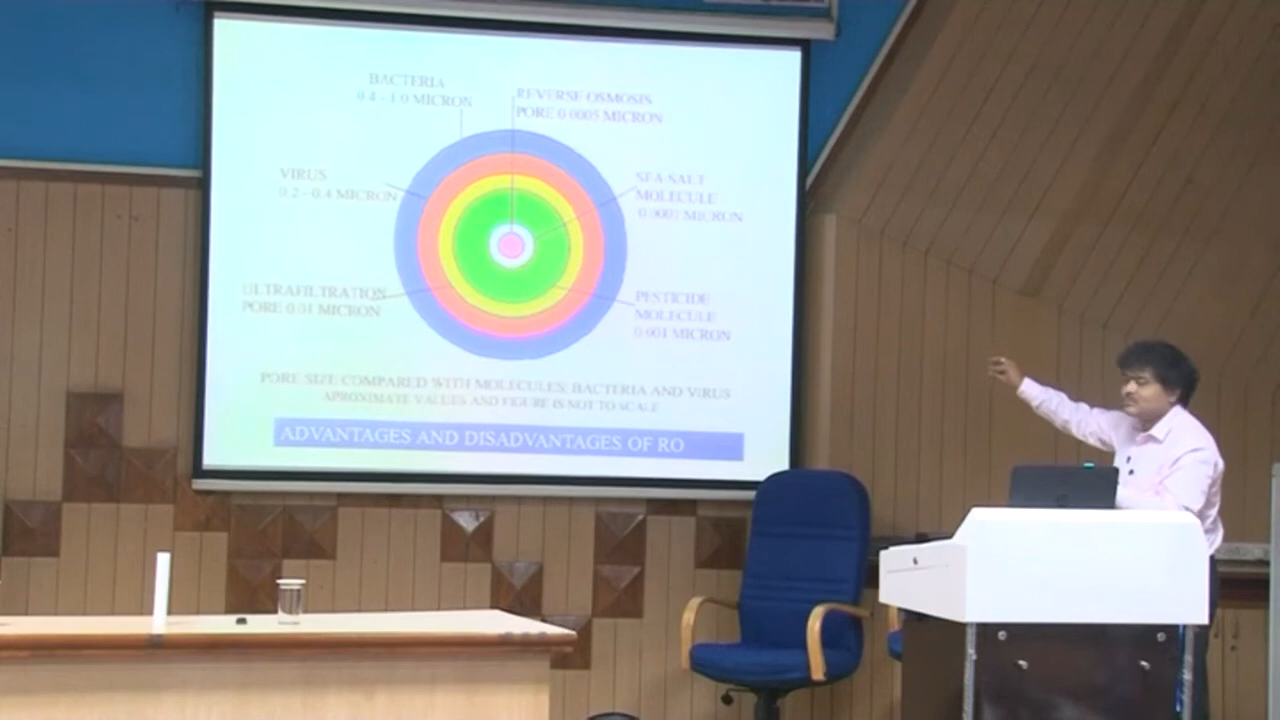 BACTERIA
0.4 - 1.0 MICRON
REVERSE OSMOSIS
PORE 0.0005 MICRON
VIRUS
0.2 - 0.4 MICRON
SEA SALT
MOLECULE
MICRON
ULTRAFILTRATION
PORE 0.01 MICRON
PESTICIDE
MOLECULE
0.001 MICRON
PORE SIZE COMPARED WITH MOLECULES, BACTERIA AND VIRUS
APROXIMATE VALUES AND FIGURE IS NOT TO SCALE
ADVANTAGES AND DISADVANTAGES OF RO